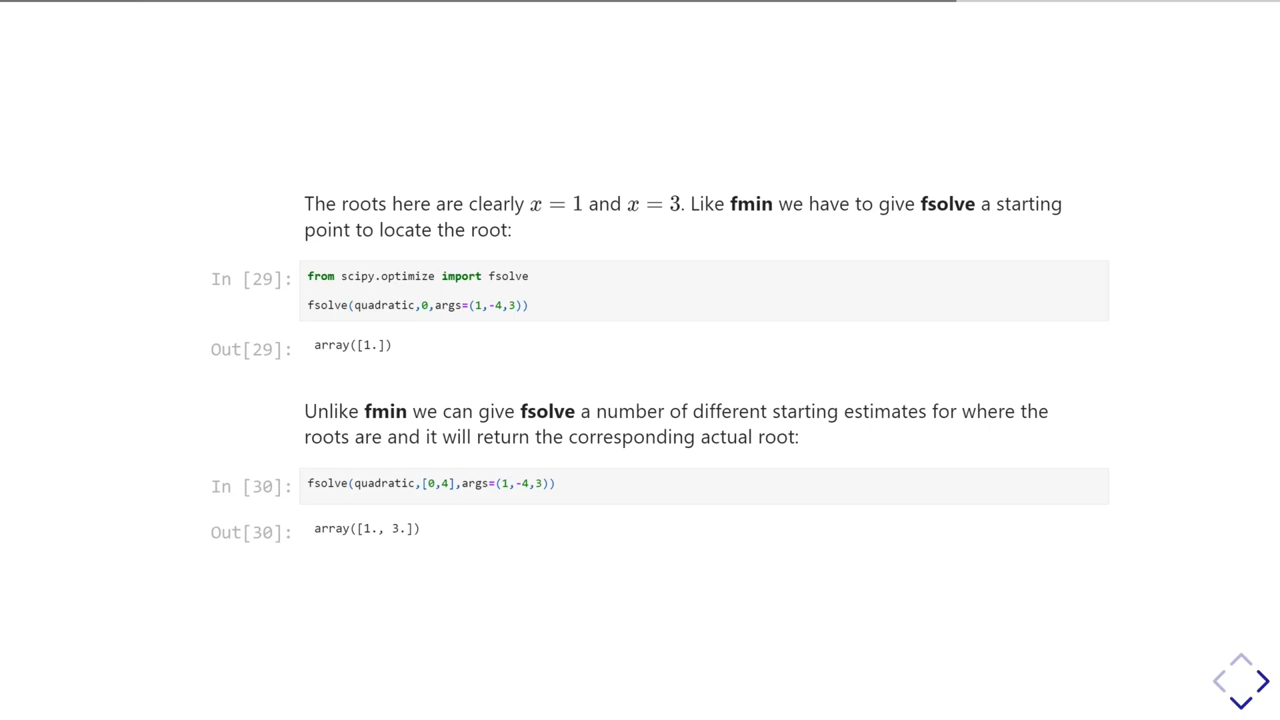 The roots here are clearly x = 1 and x = 3. Like fmin we have to give fsolve a starting
point to locate the root:
In [29]:
from scipy.optimize import fsolve
fsolve(quadratic,0,args=(1,-4,3))
Out[29]:
array([1.])
Unlike fmin we can give fsolve a number of different starting estimates for where the
roots are and it will return the corresponding actual root:
In [30]:
fsolve(quadratic,[0,4],args=(1,-4,3))
Out[30]:
array([1., 3.])